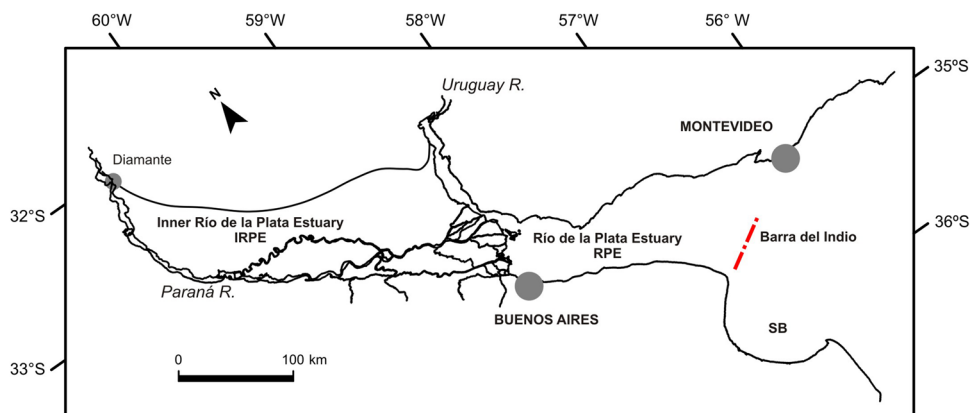 60°W
59°W
58°W
57°W
56°W
35°S
N
Uruguay R.
MONTEVIDEO
Diamante
32°S
36°S
Inner Río de la Plata Estuary
IRPE
Río de la Plata Estuary
RPE
Barra del Indio
Paraná R.
BUENOS AIRES
SB
0
100 km
33°S